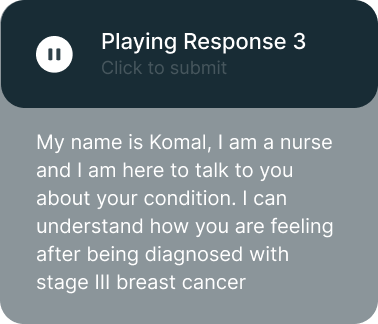 Playing Response 3
Click to submit
My name is Komal, I am a nurse
and I am here to talk to you
about your condition. I can
understand how you are feeling
after being diagnosed with
stage III breast cancer